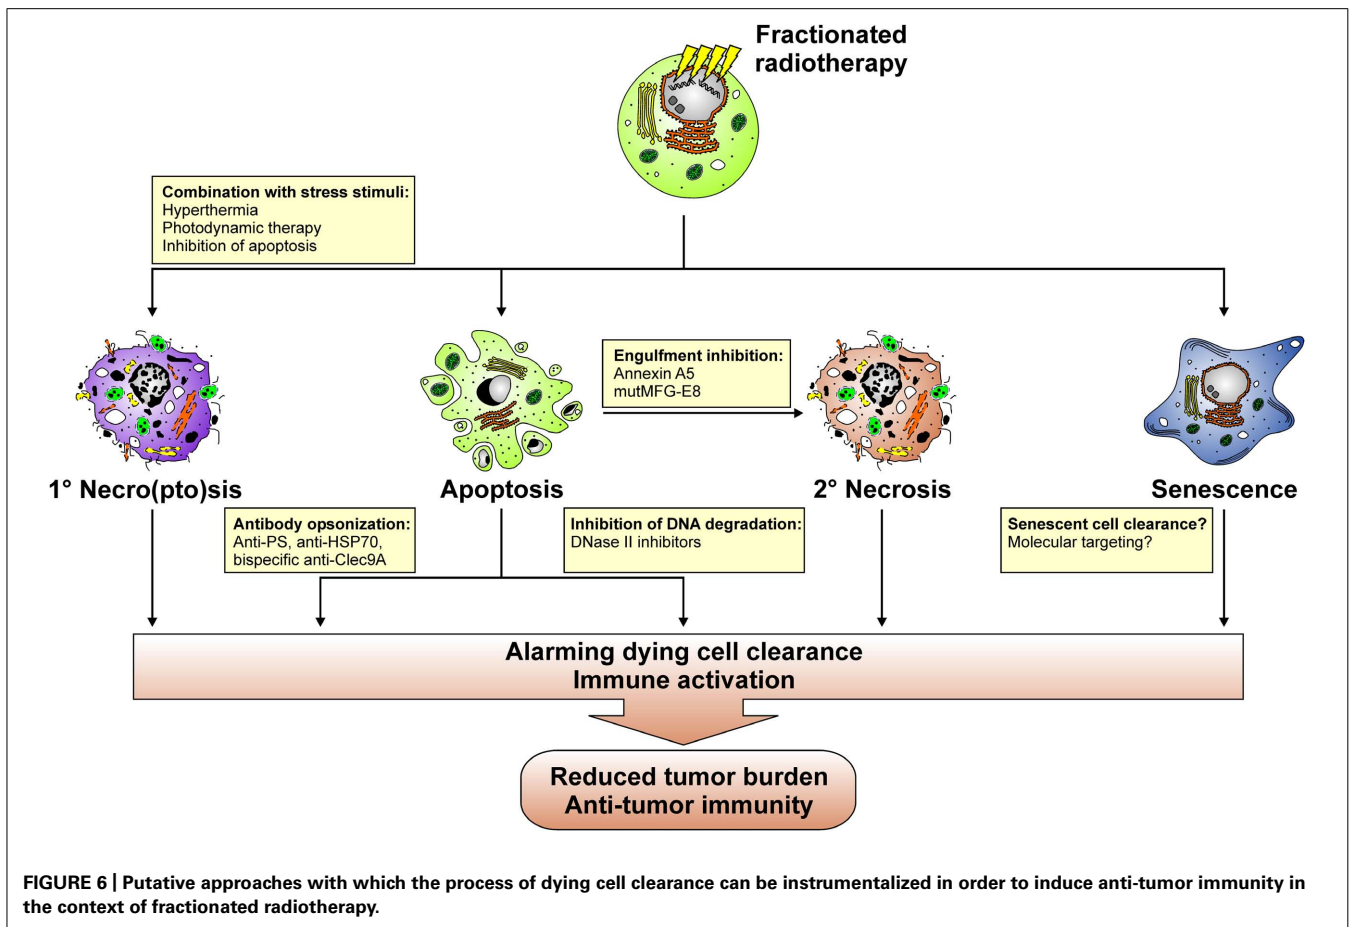 Fractionated
radiotherapy
Combination with stress stimuli:
Hyperthermia
Photodynamic therapy
Inhibition of apoptosis
Engulfment inhibition:
Annexin A5
mutMFG-E8
1° Necro(pto)sis
Apoptosis
2° Necrosis
Senescence
Antibody opsonization:
Anti-PS, anti-HSP70,
bispecific anti-Clec9A
Inhibition of DNA degradation:
DNase II inhibitors
Senescent cell clearance?
Molecular targeting?
Alarming dying cell clearance
Immune activation
Reduced tumor burden
Anti-tumor immunity
FIGURE 6 | Putative approaches with which the process of dying cell clearance can be instrumentalized in order to induce anti-tumor immunity in
the context of fractionated radiotherapy.